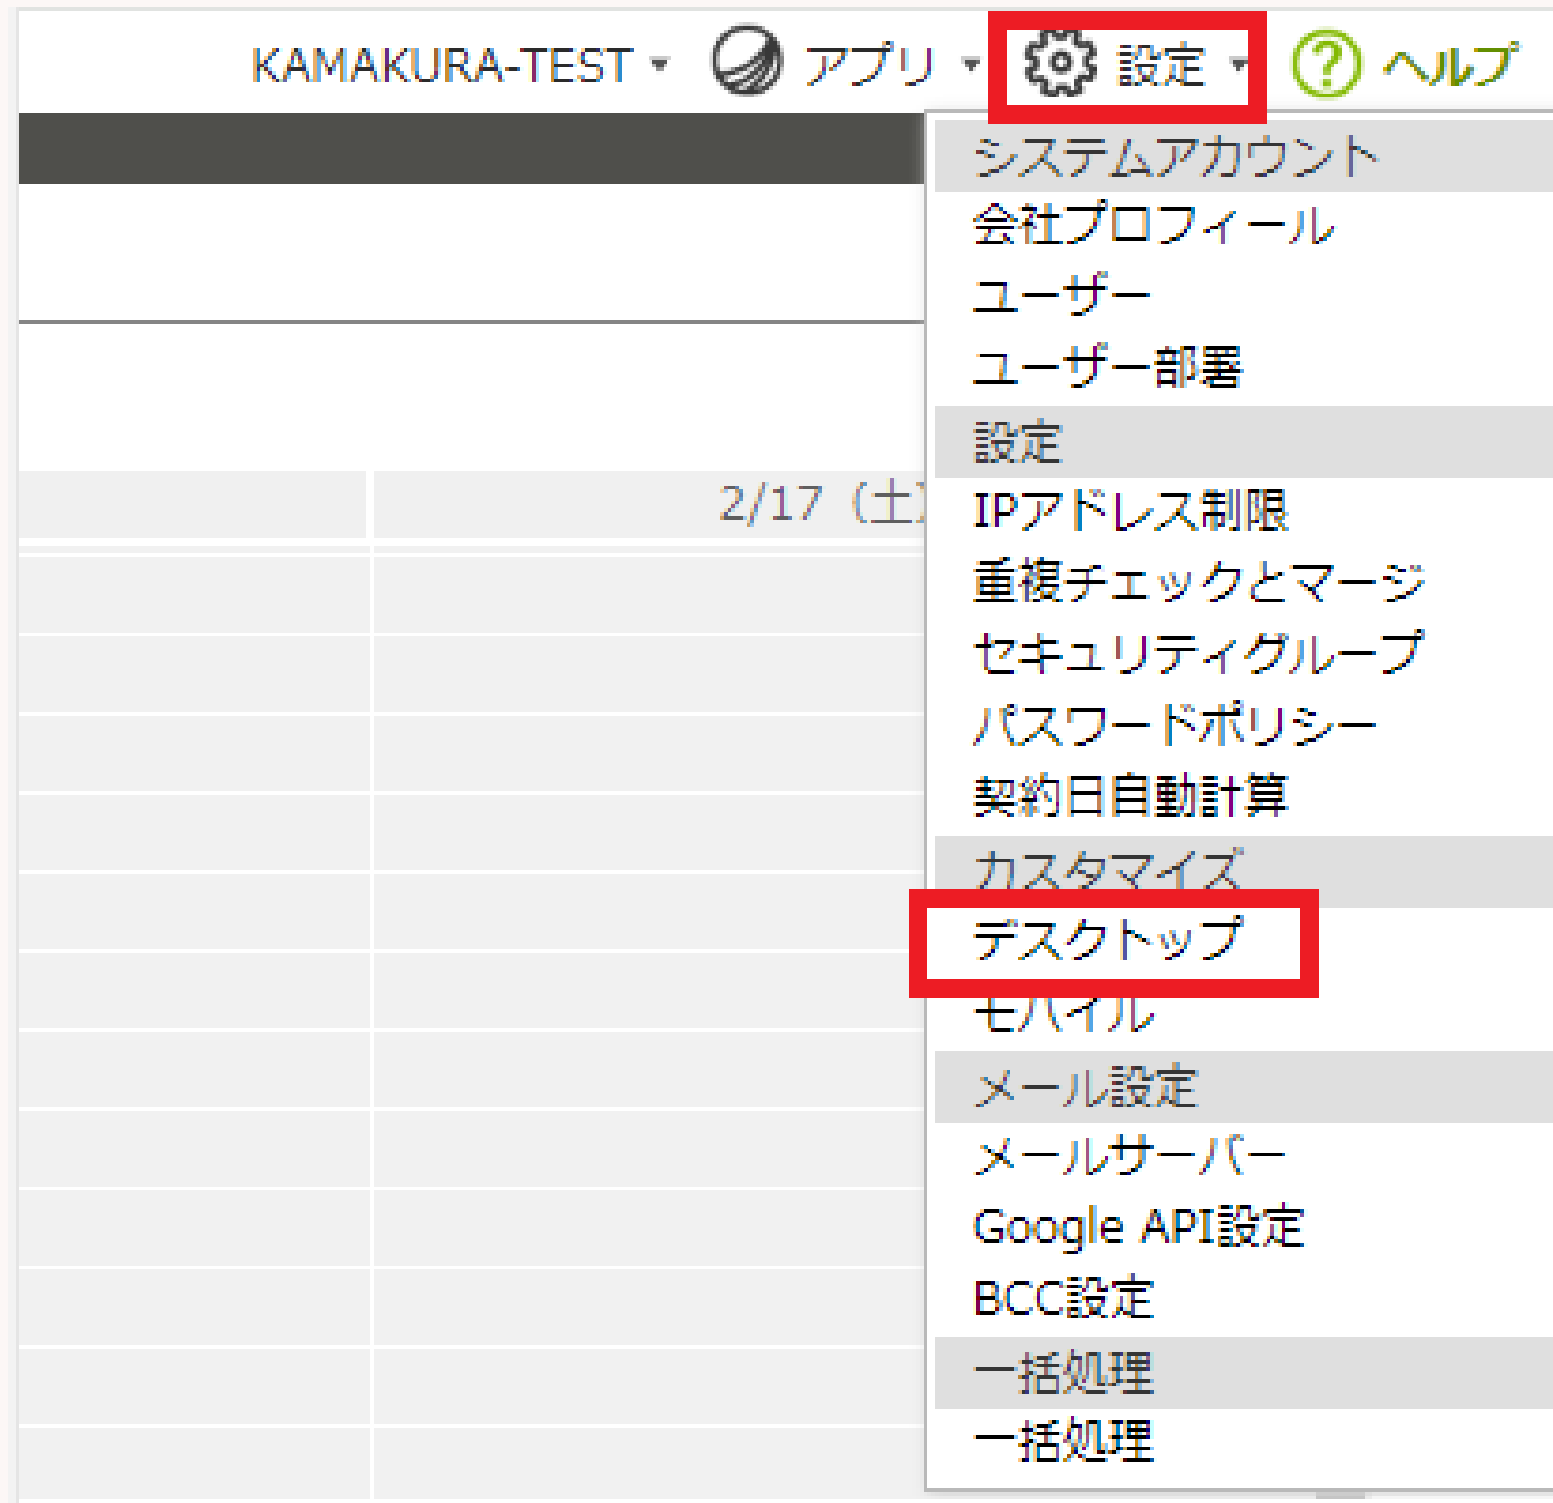 KAMAKURA-TEST アプリ 設定 ヘルプ
システムアカウント
会社プロフィール
ユーザー
ユーザー部署
設定
2/17（土）
IPアドレス制限
重複チェックとマージ
セキュリティグループ
パスワードポリシー
契約日自動計算
カスタマイズ
デスクトップ
モバイル
メール設定
メールサーバー
Google API設定
BCC設定
一括処理
一括処理